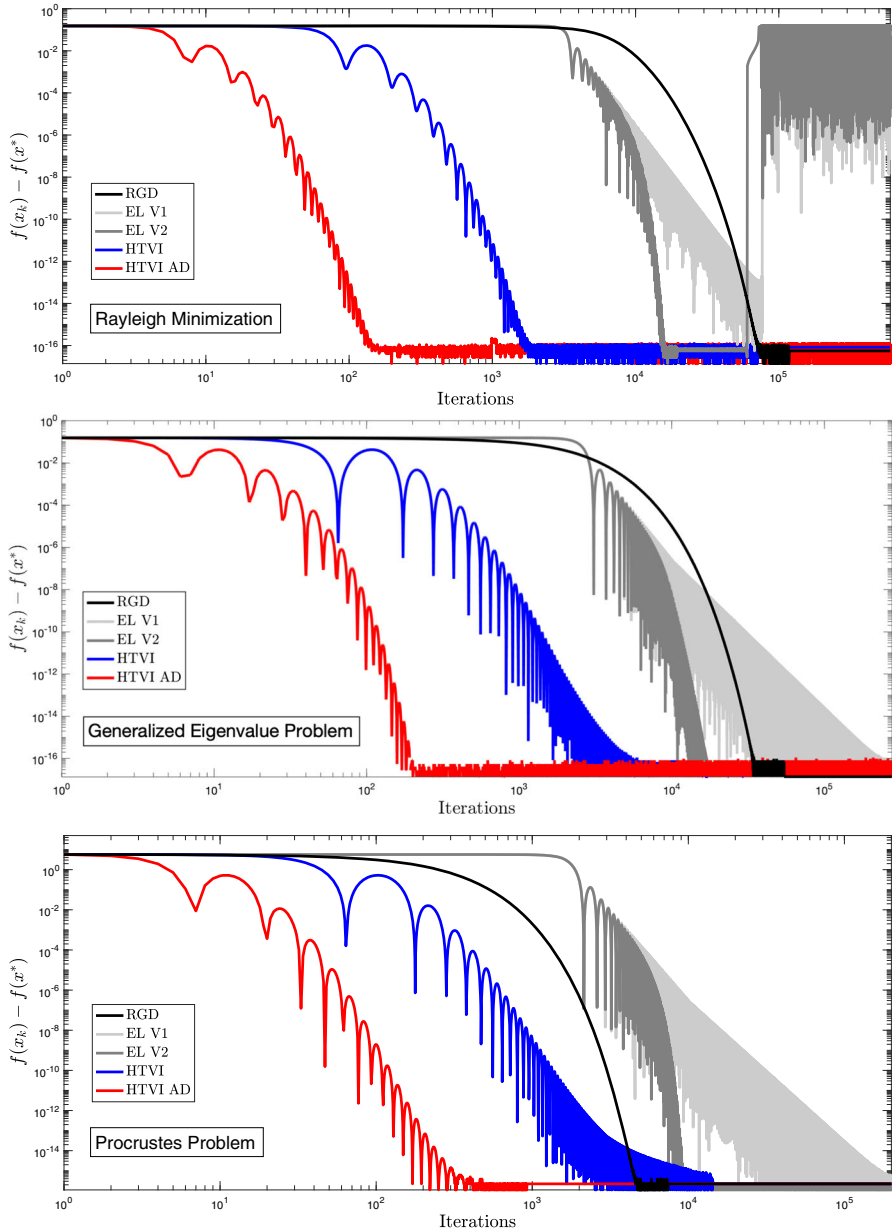 10^0
10^-2
10^-4
10^-6
10^-8
10^-10
10^-12
10^-14
10^-16
f(x_k) − f(x*)
RGD
EL V1
EL V2
HTVI
HTVI AD
Rayleigh Minimization
10^0 10^1 10^2 10^3 10^4 10^5
Iterations
10^0
10^-2
10^-4
10^-6
10^-8
10^-10
10^-12
10^-14
10^-16
f(x_k) − f(x*)
RGD
EL V1
EL V2
HTVI
HTVI AD
Generalized Eigenvalue Problem
10^0 10^1 10^2 10^3 10^4 10^5
Iterations
10^0
10^-2
10^-4
10^-6
10^-8
10^-10
10^-12
10^-14
f(x_k) − f(x*)
RGD
EL V1
EL V2
HTVI
HTVI AD
Procrustes Problem
10^0 10^1 10^2 10^3 10^4 10^5
Iterations